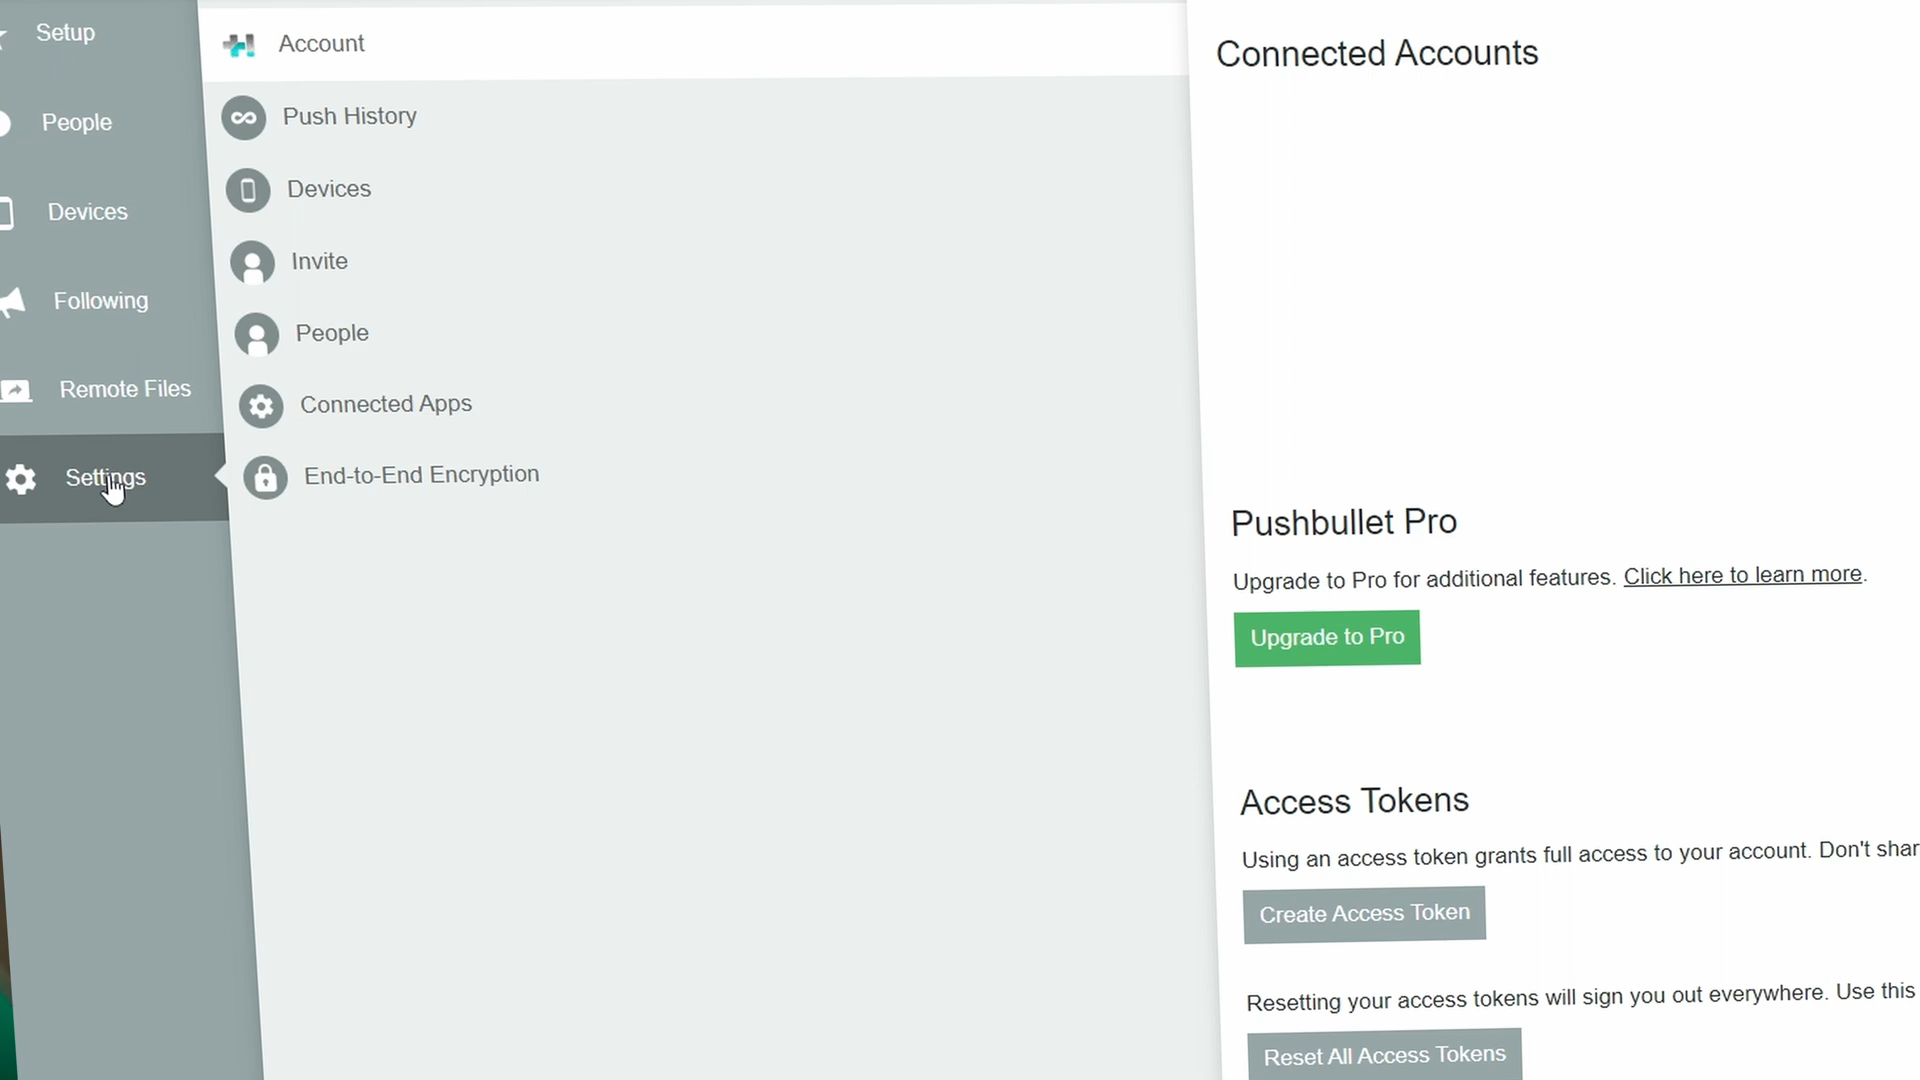 Setup
People
Devices
Following
Remote Files
Settings
Account
Push History
Devices
Invite
People
Connected Apps
End-to-End Encryption
Connected Accounts
Pushbullet Pro
Upgrade to Pro for additional features. Click here to learn more.
Upgrade to Pro
Access Tokens
Using an access token grants full access to your account. Don't shar
Create Access Token
Resetting your access tokens will sign you out everywhere. Use this
Reset All Access Tokens